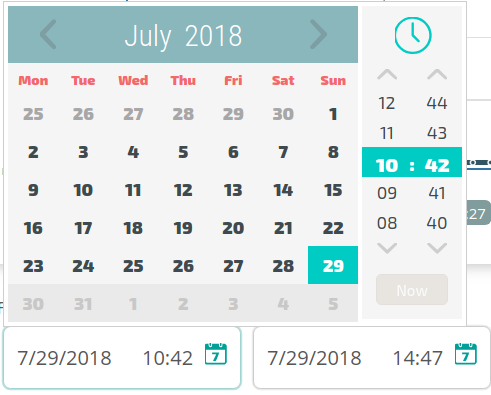 July 2018
Mon Tue Wed Thu Fri Sat Sun
25 26 27 28 29 30 1
2 3 4 5 6 7 8
9 10 11 12 13 14 15
16 17 18 19 20 21 22
23 24 25 26 27 28 29
30 31 1 2 3 4 5
12 44
11 43
10 : 42
09 41
08 40
Now
:27
7/29/2018 10:42 7
7/29/2018 14:47 7